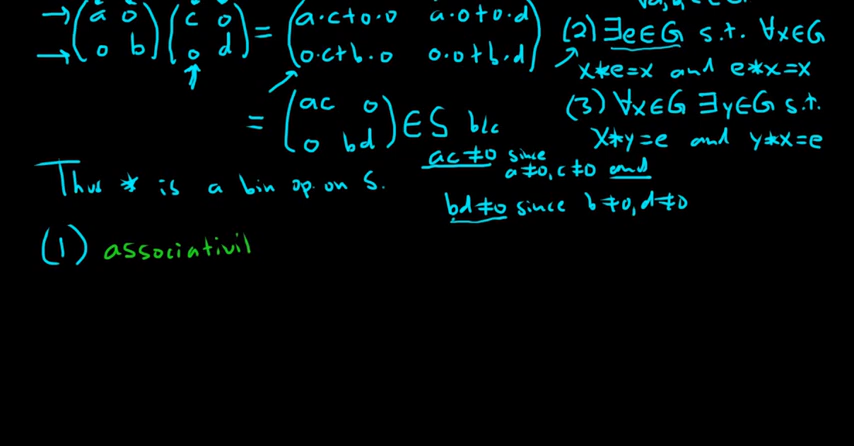 → (a 0
→ 0 b) (c 0
0 d) = (a·c+0·0 a·0+0·d
0·c+b·0 0·0+b·d)
= (ac 0
0 bd) ∈ S b/c
ac≠0 since
a≠0, c≠0 and
bd≠0 since b≠0, d≠0
Thus * is a bin op. on S.
(1) associativil
(2) ∃e∈G s.t. ∀x∈G
x*e=x and e*x=x
(3) ∀x∈G ∃y∈G s.t.
x*y=e and y*x=e